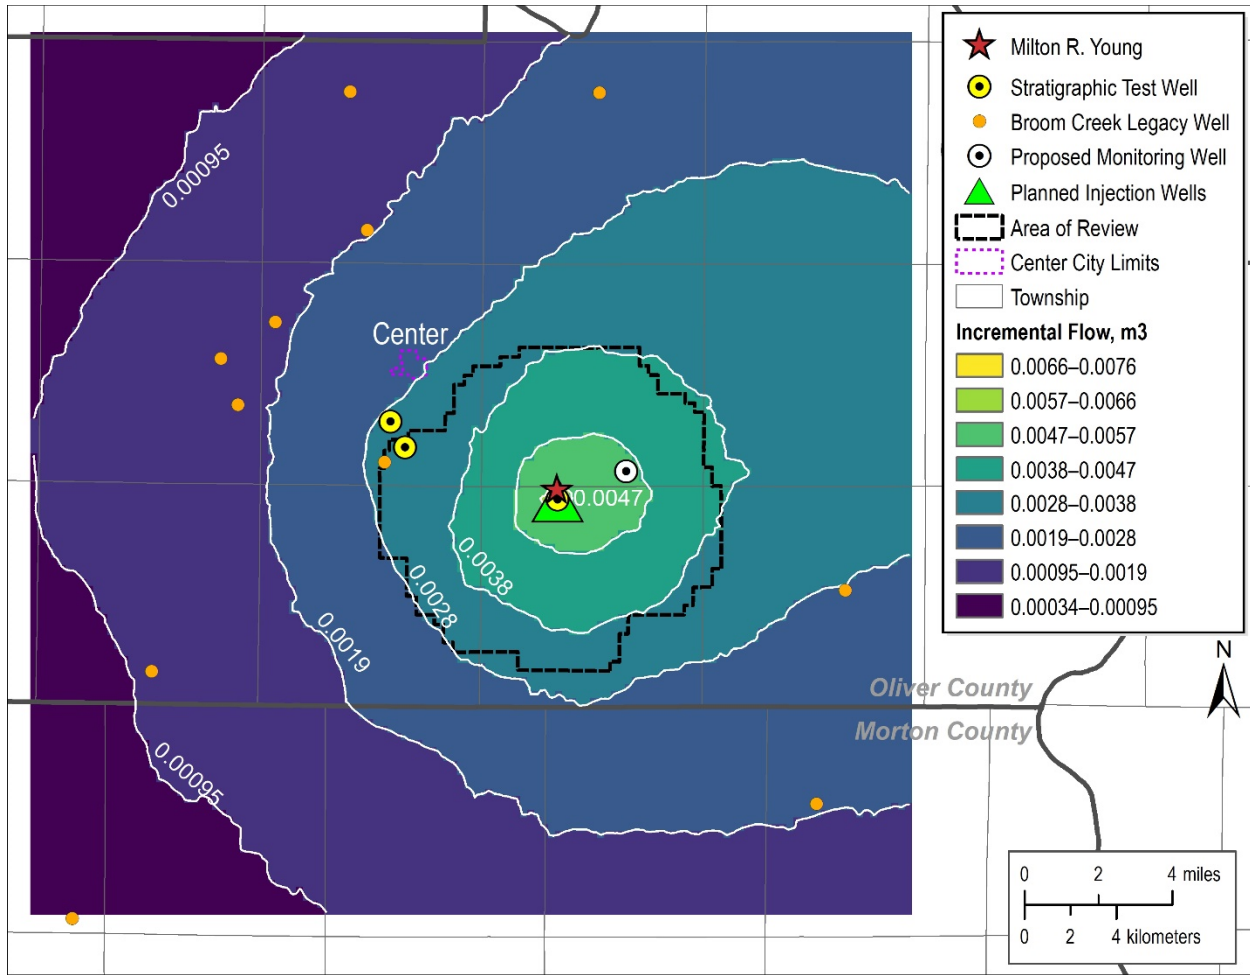 Milton R. Young
Stratigraphic Test Well
Broom Creek Legacy Well
Proposed Monitoring Well
Planned Injection Wells
Area of Review
Center City Limits
Township
Incremental Flow, m3
0.0066–0.0076
0.0057–0.0066
0.0047–0.0057
0.0038–0.0047
0.0028–0.0038
0.0019–0.0028
0.00095–0.0019
0.00034–0.00095
0.00095
Center
0.0047
0.0038
0.0028
0.0019
0.00095
Oliver County
Morton County
N
0 2 4 miles
0 2 4 kilometers